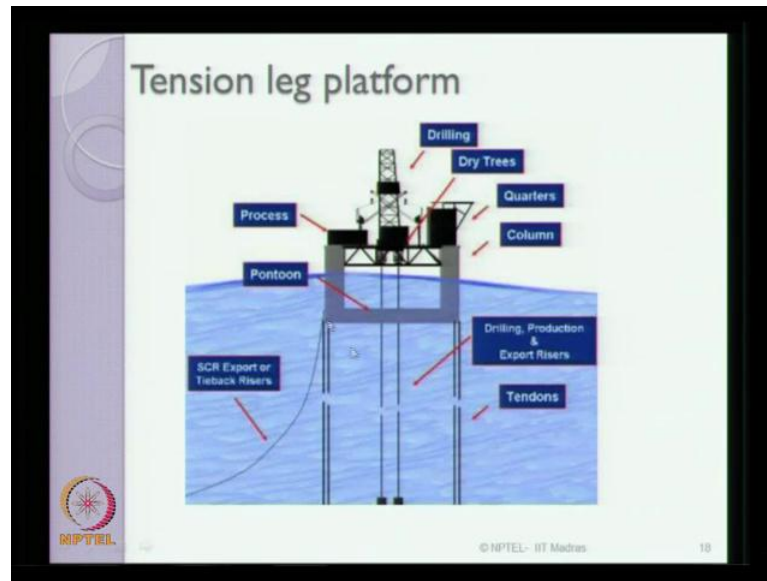 Tension leg platform
Drilling
Dry Trees
Quarters
Process
Column
Pontoon
Drilling, Production
&
Export Risers
SCR Export or
Tieback Risers
Tendons
NPTEL
© NPTEL- IIT Madras
18